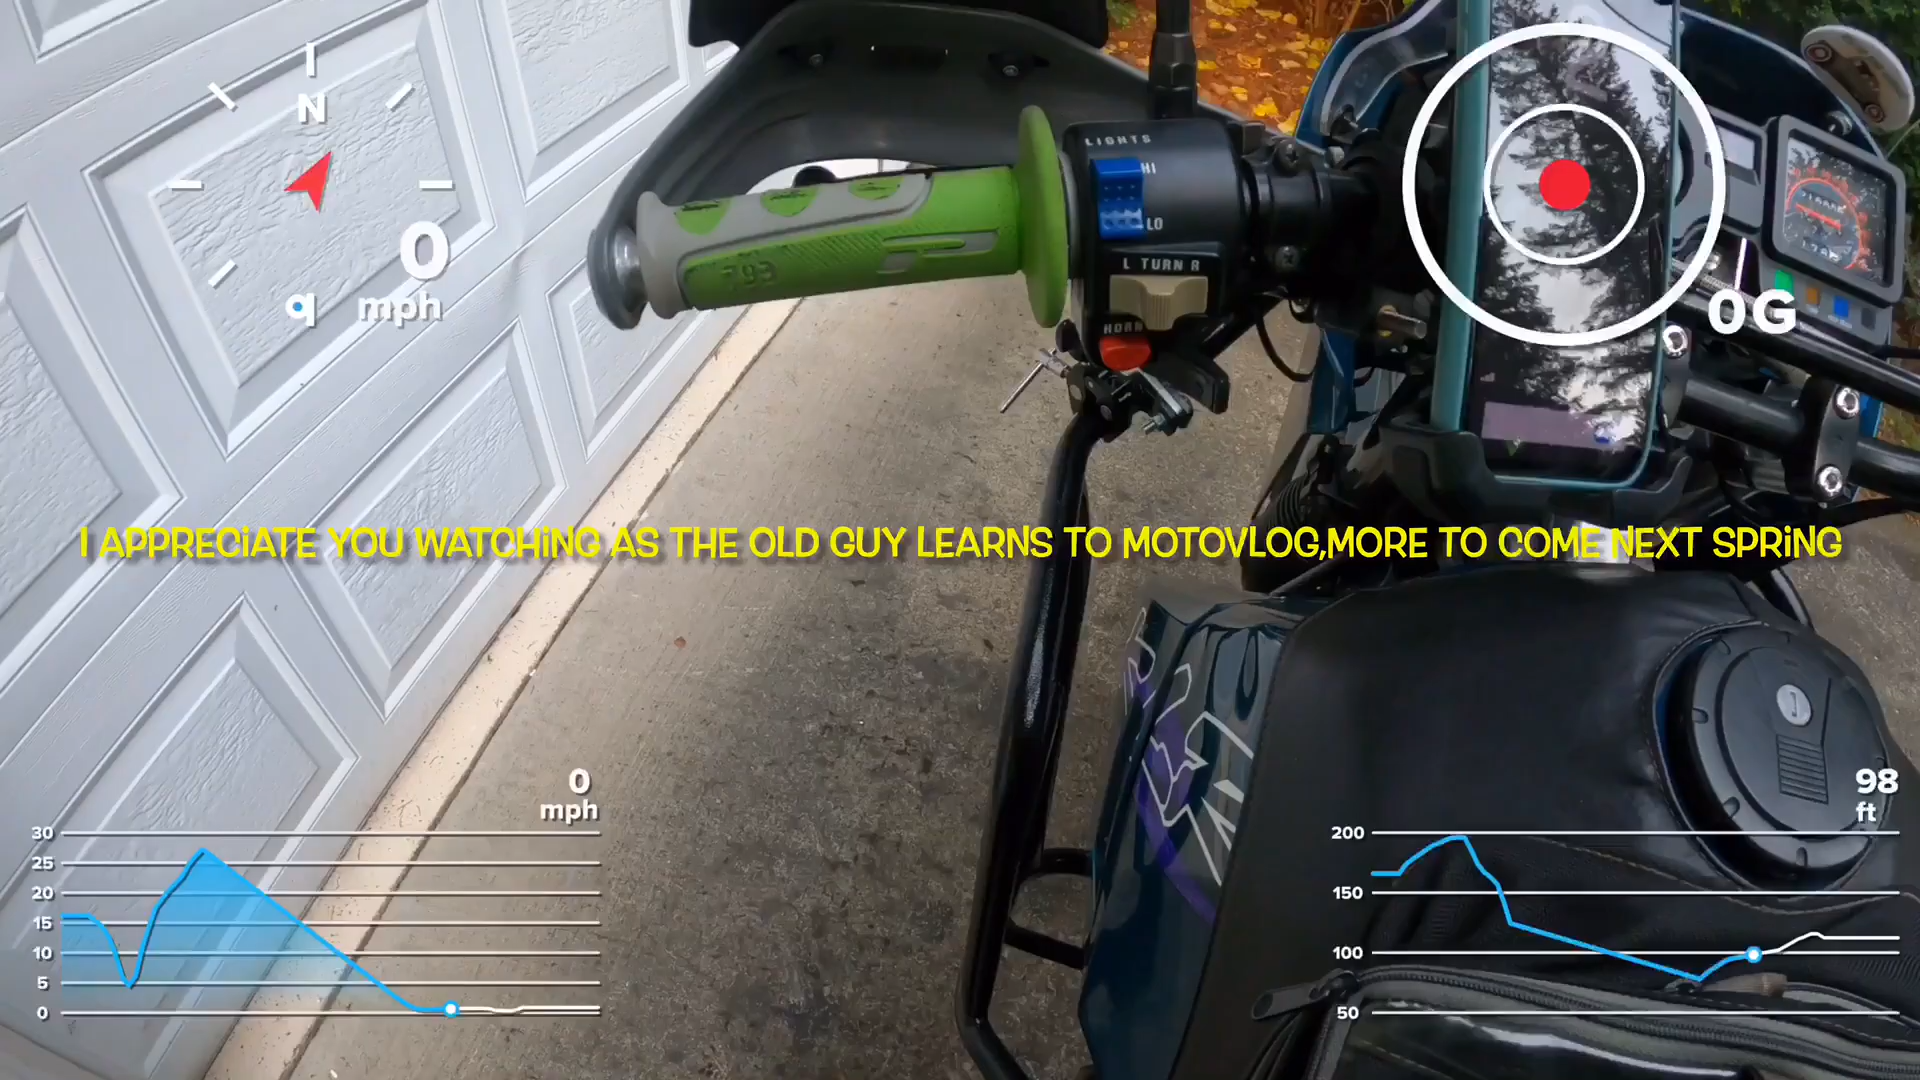 N
0
mph
LIGHTS
HI
LO
L TURN R
HORN
793
0G
I APPRECIATE YOU WATCHING AS THE OLD GUY LEARNS TO MOTOVLOG,MORE TO COME NEXT SPRING
0
mph
30
25
20
15
10
5
0
98
ft
200
150
100
50